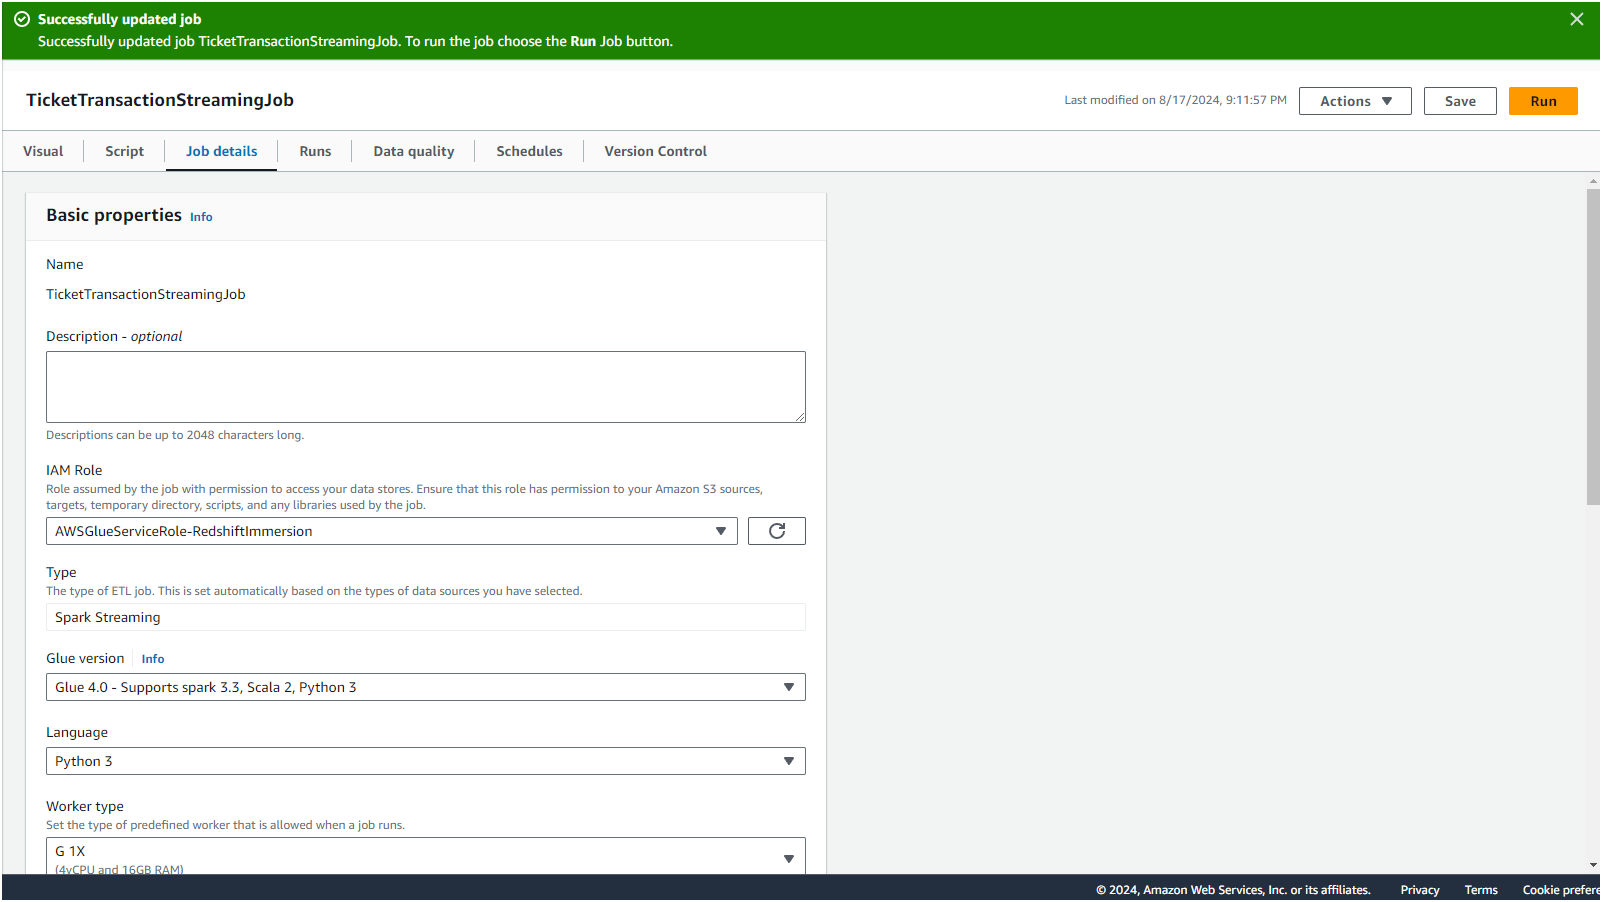 Successfully updated job
Successfully updated job TicketTransactionStreamingJob. To run the job choose the Run Job button.
TicketTransactionStreamingJob
Last modified on 8/17/2024, 9:11:57 PM
Actions
Save
Run
Visual
Script
Job details
Runs
Data quality
Schedules
Version Control
Basic properties Info
Name
TicketTransactionStreamingJob
Description - optional
Descriptions can be up to 2048 characters long.
IAM Role
Role assumed by the job with permission to access your data stores. Ensure that this role has permission to your Amazon S3 sources,
targets, temporary directory, scripts, and any libraries used by the job.
AWSGlueServiceRole-RedshiftImmersion
Type
The type of ETL job. This is set automatically based on the types of data sources you have selected.
Spark Streaming
Glue version Info
Glue 4.0 - Supports spark 3.3, Scala 2, Python 3
Language
Python 3
Worker type
Set the type of predefined worker that is allowed when a job runs.
G 1X
(4vCPU and 16GB RAM)
© 2024, Amazon Web Services, Inc. or its affiliates.
Privacy
Terms
Cookie prefere